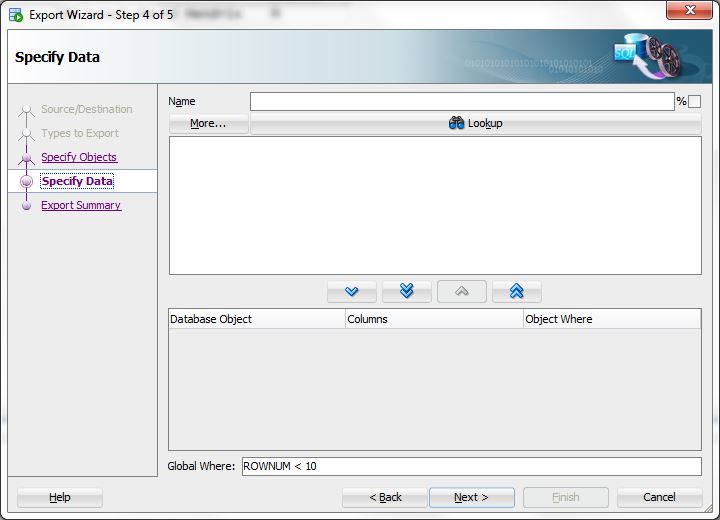 Export Wizard - Step 4 of 5
Specify Data
SQL
Source/Destination
Types to Export
Specify Objects
Specify Data
Export Summary
Name %
More... Lookup
Database Object Columns Object Where
Global Where: ROWNUM < 10
Help < Back Next > Finish Cancel